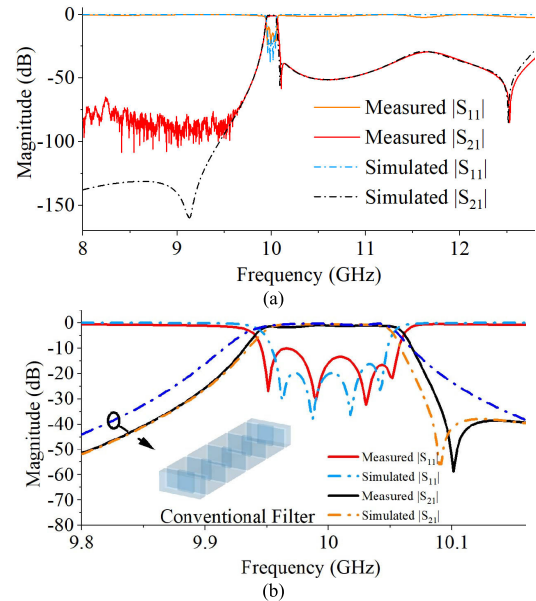 0
-50
-100
-150
Magnitude (dB)
Measured |S11|
Measured |S21|
Simulated |S11|
Simulated |S21|
8 9 10 11 12
Frequency (GHz)
(a)
0
-10
-20
-30
-40
-50
-60
-70
-80
Magnitude (dB)
Conventional Filter
Measured |S11|
Simulated |S11|
Measured |S21|
Simulated |S21|
9.8 9.9 10 10.1
Frequency (GHz)
(b)